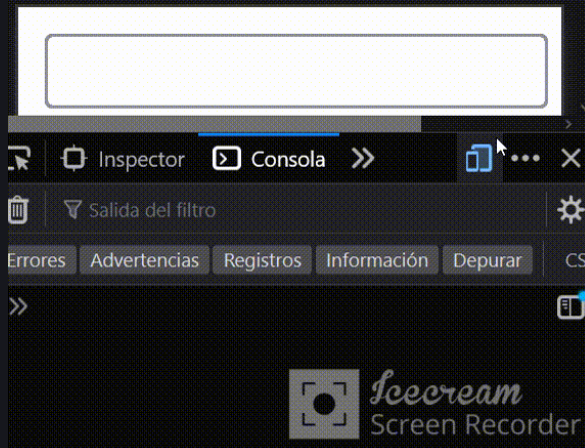 Inspector Consola
Salida del filtro
Errores Advertencias Registros Información Depurar CS
Icecream
Screen Recorder